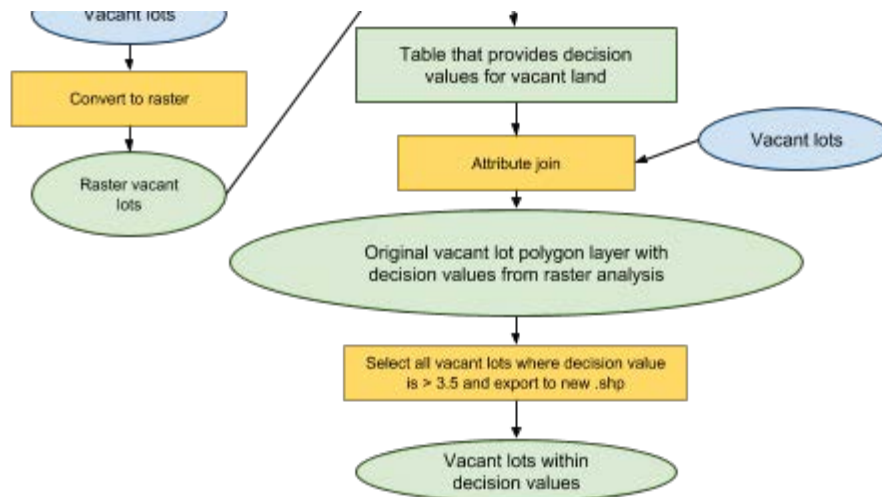 Vacant lots
Convert to raster
Raster vacant
lots
Table that provides decision
values for vacant land
Attribute join
Vacant lots
Original vacant lot polygon layer with
decision values from raster analysis
Select all vacant lots where decision value
is > 3.5 and export to new .shp
Vacant lots within
decision values